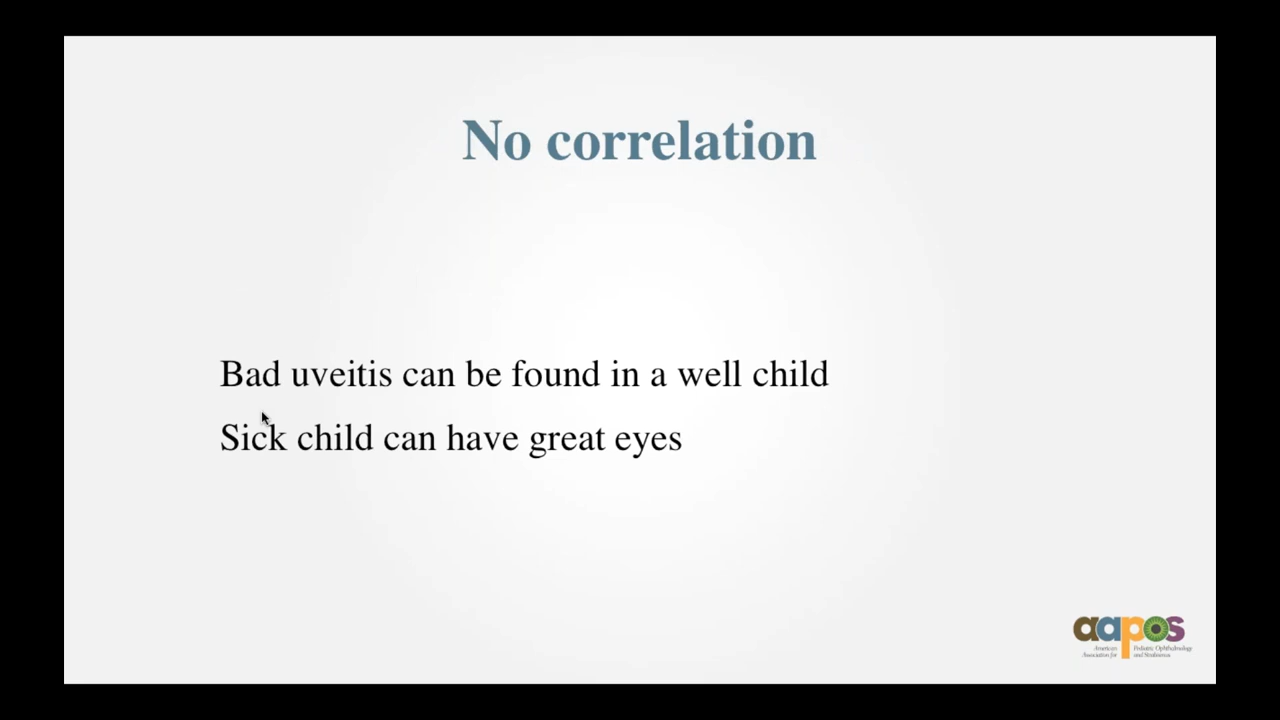 No correlation
Bad uveitis can be found in a well child
Sick child can have great eyes
aapos
American Association for
Pediatric Ophthalmology and Strabismus